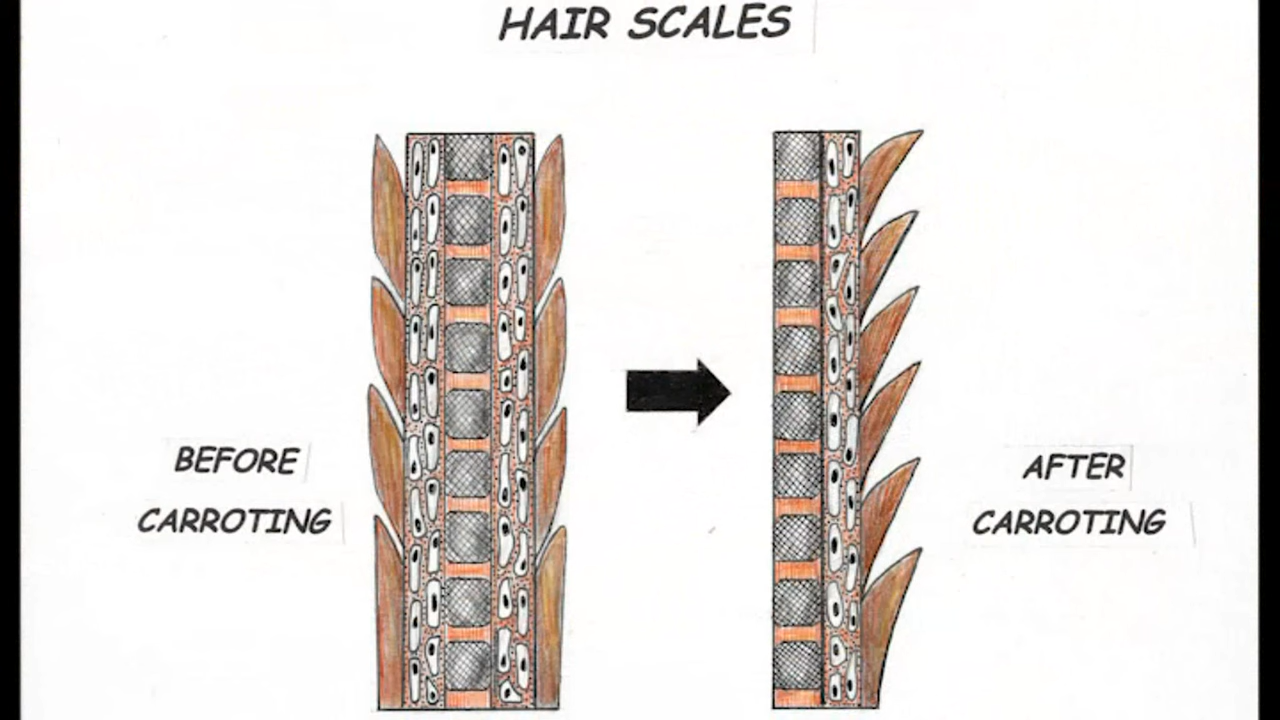 HAIR SCALES
BEFORE
CARROTING
AFTER
CARROTING